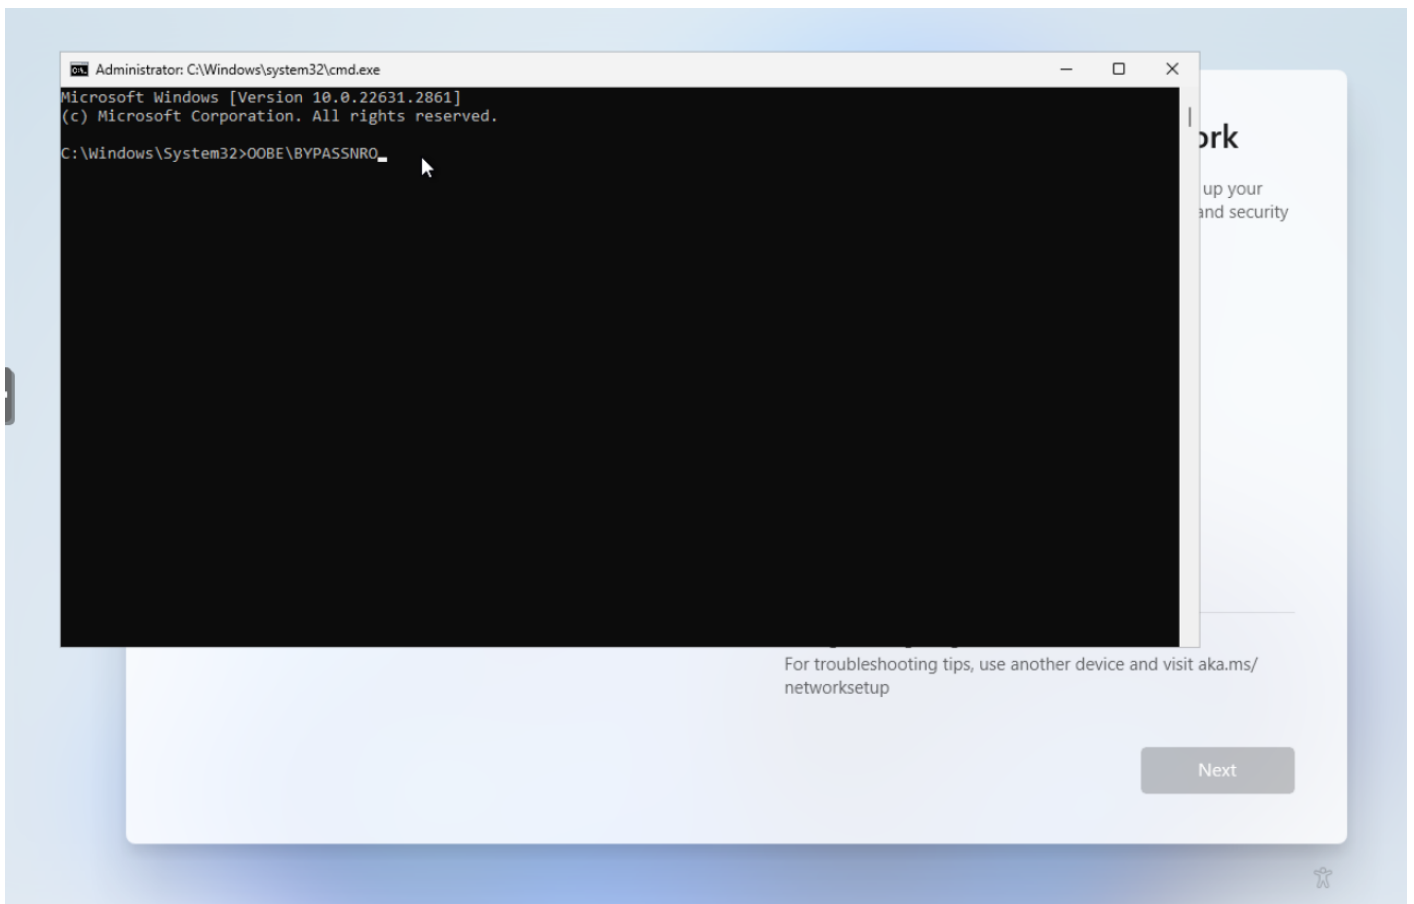 Administrator: C:\Windows\system32\cmd.exe
Microsoft Windows [Version 10.0.22631.2861]
(c) Microsoft Corporation. All rights reserved.
C:\Windows\System32>OOBE\BYPASSNRO
up your
and security
For troubleshooting tips, use another device and visit aka.ms/
networksetup
Next